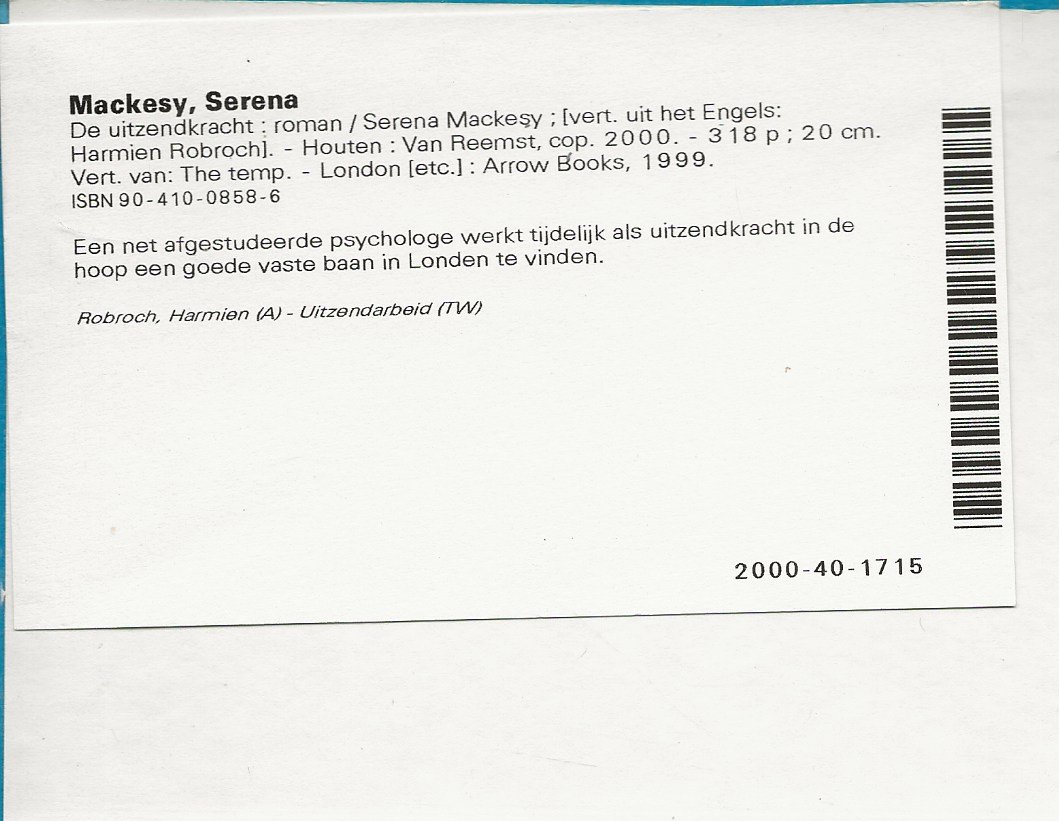 Mackesy, Serena
De uitzendkracht : roman / Serena Mackesy ; [vert. uit het Engels:
Harmien Robroch]. - Houten : Van Reemst, cop. 2000. - 318 p ; 20 cm.
Vert. van: The temp. - London [etc.] : Arrow Books, 1999.
ISBN 90-410-0858-6
Een net afgestudeerde psychologe werkt tijdelijk als uitzendkracht in de
hoop een goede vaste baan in Londen te vinden.
Robroch, Harmien (A) - Uitzendarbeid (TW)
2000-40-1715